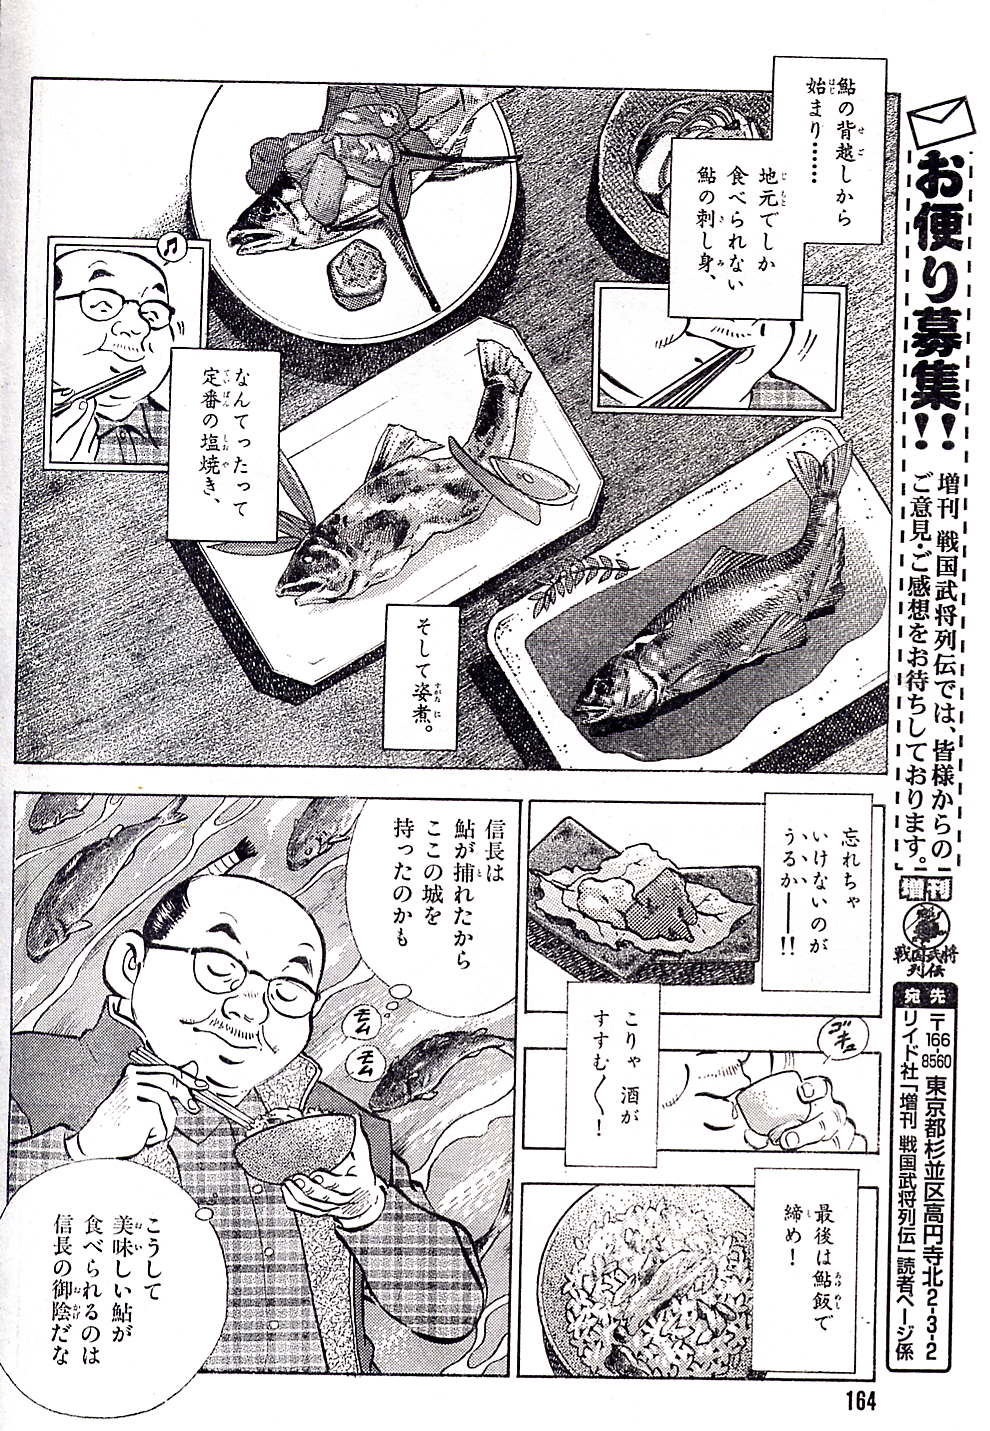 鮎の背越しから
始まり……
地元でしか
食べられない
鮎の刺し身、
なんてったって
定番の塩焼き、
そして姿煮。
忘れちゃ
いけないのが
うるか――!!
こりゃ 酒が
すすむ〜！
ゴキュ
最後は鮎飯で
締め！
信長は
鮎が捕れたから
ここの城を
持ったのかも
モム
モム
こうして
美味しい鮎が
食べられるのは
信長の御陰だな
お便り募集!!
増刊 戦国武将列伝では、皆様からの
ご意見・ご感想をお待ちしております。
増刊
戦国武将
列伝
宛先
〒166
8560 東京都杉並区高円寺北2-3-2
リイド社「増刊 戦国武将列伝」読者ページ係
164